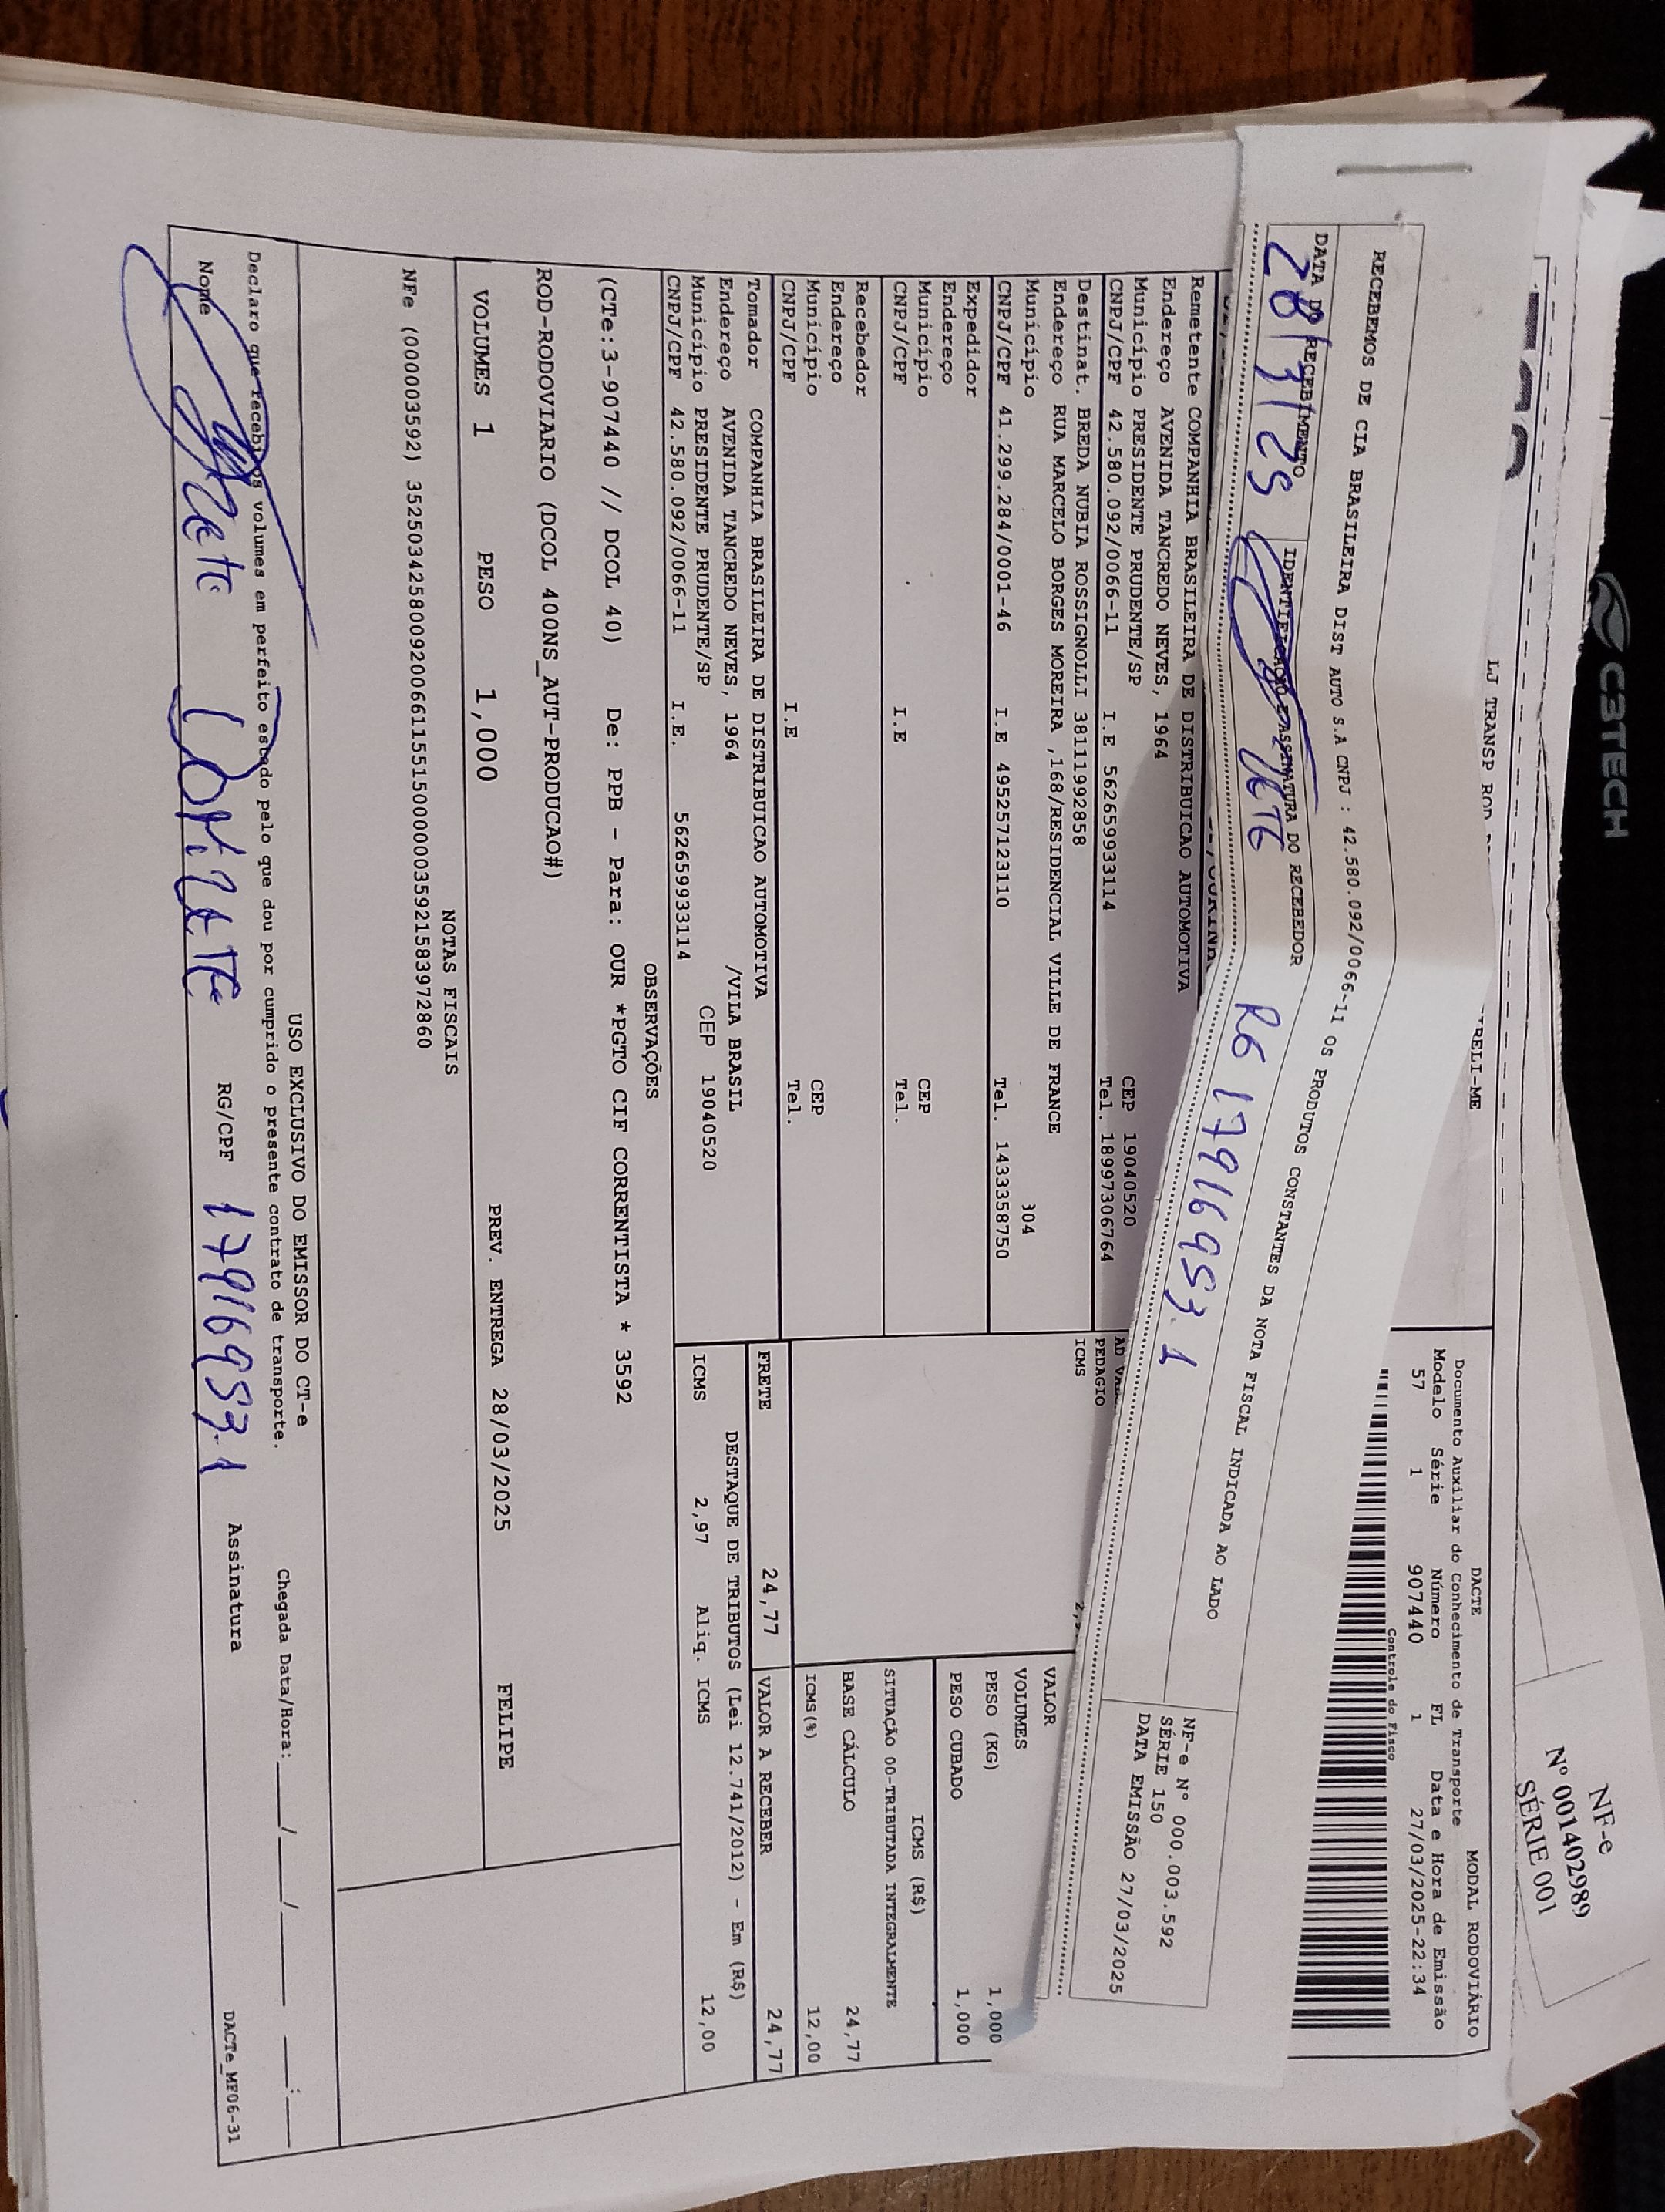 C3TECH
NF-e
Nº 001402989
SÉRIE 001
LJ TRANSP ROD
RELI-ME
DACTE
MODAL RODOVIÁRIO
Documento Auxiliar do Conhecimento de Transporte
Modelo Série Número FL Data e Hora de Emissão
57 1 907440 1 27/03/2025-22:34
Controle do Fisco
RECEBEMOS DE CIA BRASILEIRA DIST AUTO S.A CNPJ : 42.580.092/0066-11 OS PRODUTOS CONSTANTES DA NOTA FISCAL INDICADA AO LADO
DATA DO RECEBIMENTO
IDENTIFICAÇÃO E ASSINATURA DO RECEBEDOR
28/3/25
RG 17916953.1
NF-e Nº 000.003.592
SÉRIE 150
DATA EMISSÃO 27/03/2025
Remetente COMPANHIA BRASILEIRA DE DISTRIBUICAO AUTOMOTIVA
Endereço AVENIDA TANCREDO NEVES, 1964
Município PRESIDENTE PRUDENTE/SP CEP 19040520
CNPJ/CPF 42.580.092/0066-11 I.E 562659933114 Tel. 18997306764
Destinat. BREDA NUBIA ROSSIGNOLLI 38111992858
Endereço RUA MARCELO BORGES MOREIRA ,168/RESIDENCIAL VILLE DE FRANCE
Município 304
CNPJ/CPF 41.299.284/0001-46 I.E 495257123110 Tel. 1433358750
Expedidor
Endereço
Município CEP
CNPJ/CPF I.E Tel.
Recebedor
Endereço
Município CEP
CNPJ/CPF I.E Tel.
Tomador COMPANHIA BRASILEIRA DE DISTRIBUICAO AUTOMOTIVA
Endereço AVENIDA TANCREDO NEVES, 1964 /VILA BRASIL
Município PRESIDENTE PRUDENTE/SP CEP 19040520
CNPJ/CPF 42.580.092/0066-11 I.E. 562659933114
PEDAGIO
ICMS
VALOR
VOLUMES
PESO (KG) 1,000
PESO CUBADO 1,000
ICMS (R$)
SITUAÇÃO 00-TRIBUTADA INTEGRALMENTE
BASE CÁLCULO 24,77
ICMS(%) 12,00
FRETE 24,77 VALOR A RECEBER 24,77
DESTAQUE DE TRIBUTOS (Lei 12.741/2012) - Em (R$)
ICMS 2,97 Aliq. ICMS 12,00
OBSERVAÇÕES
(CTe:3-907440 // DCOL 40) De: PPB - Para: OUR *PGTO CIF CORRENTISTA * 3592
ROD-RODOVIARIO (DCOL 400NS_AUT-PRODUCAO#)
VOLUMES 1 PESO 1,000 PREV. ENTREGA 28/03/2025 FELIPE
NOTAS FISCAIS
NFe (000003592) 35250342580092006611551500000035921583972860
USO EXCLUSIVO DO EMISSOR DO CT-e
Declaro que recebi os volumes em perfeito estado pelo que dou por cumprido o presente contrato de transporte.
Chegada Data/Hora:____/____/______ ___:___
Nome RG/CPF 17916953.1 Assinatura
DACTe_MF06-31